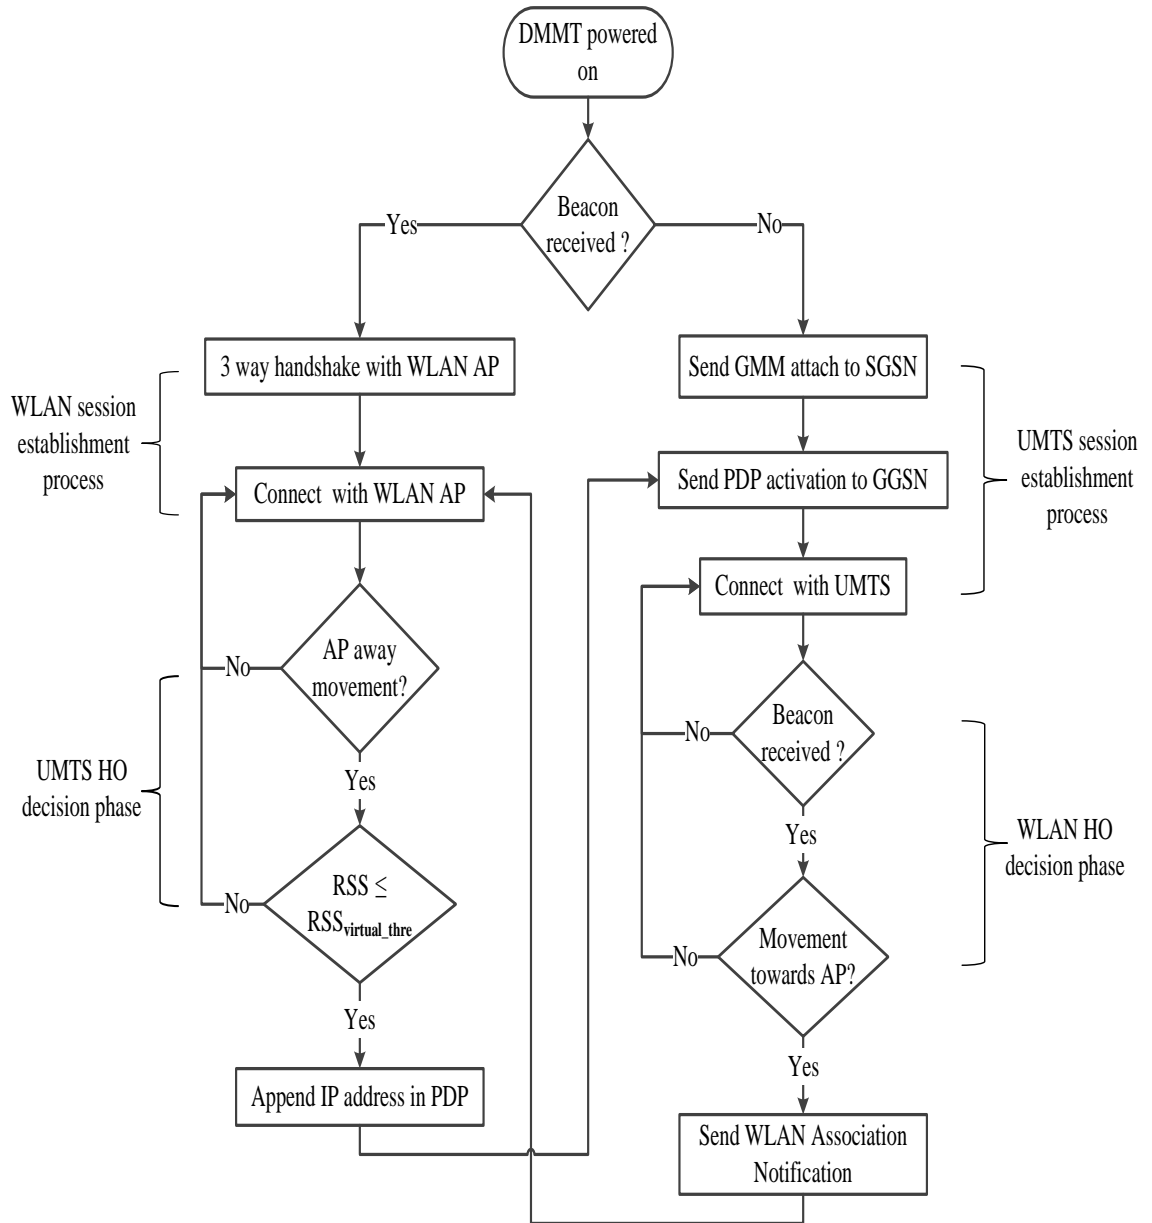 DMMT powered
on
Beacon
received ?
Yes
No
3 way handshake with WLAN AP
Send GMM attach to SGSN
WLAN session
establishment
process
UMTS session
establishment
process
Connect with WLAN AP
Send PDP activation to GGSN
Connect with UMTS
AP away
movement?
No
Yes
Beacon
received ?
No
Yes
UMTS HO
decision phase
WLAN HO
decision phase
RSS ≤
RSSvirtual_thre
No
Yes
Movement
towards AP?
No
Yes
Append IP address in PDP
Send WLAN Association
Notification